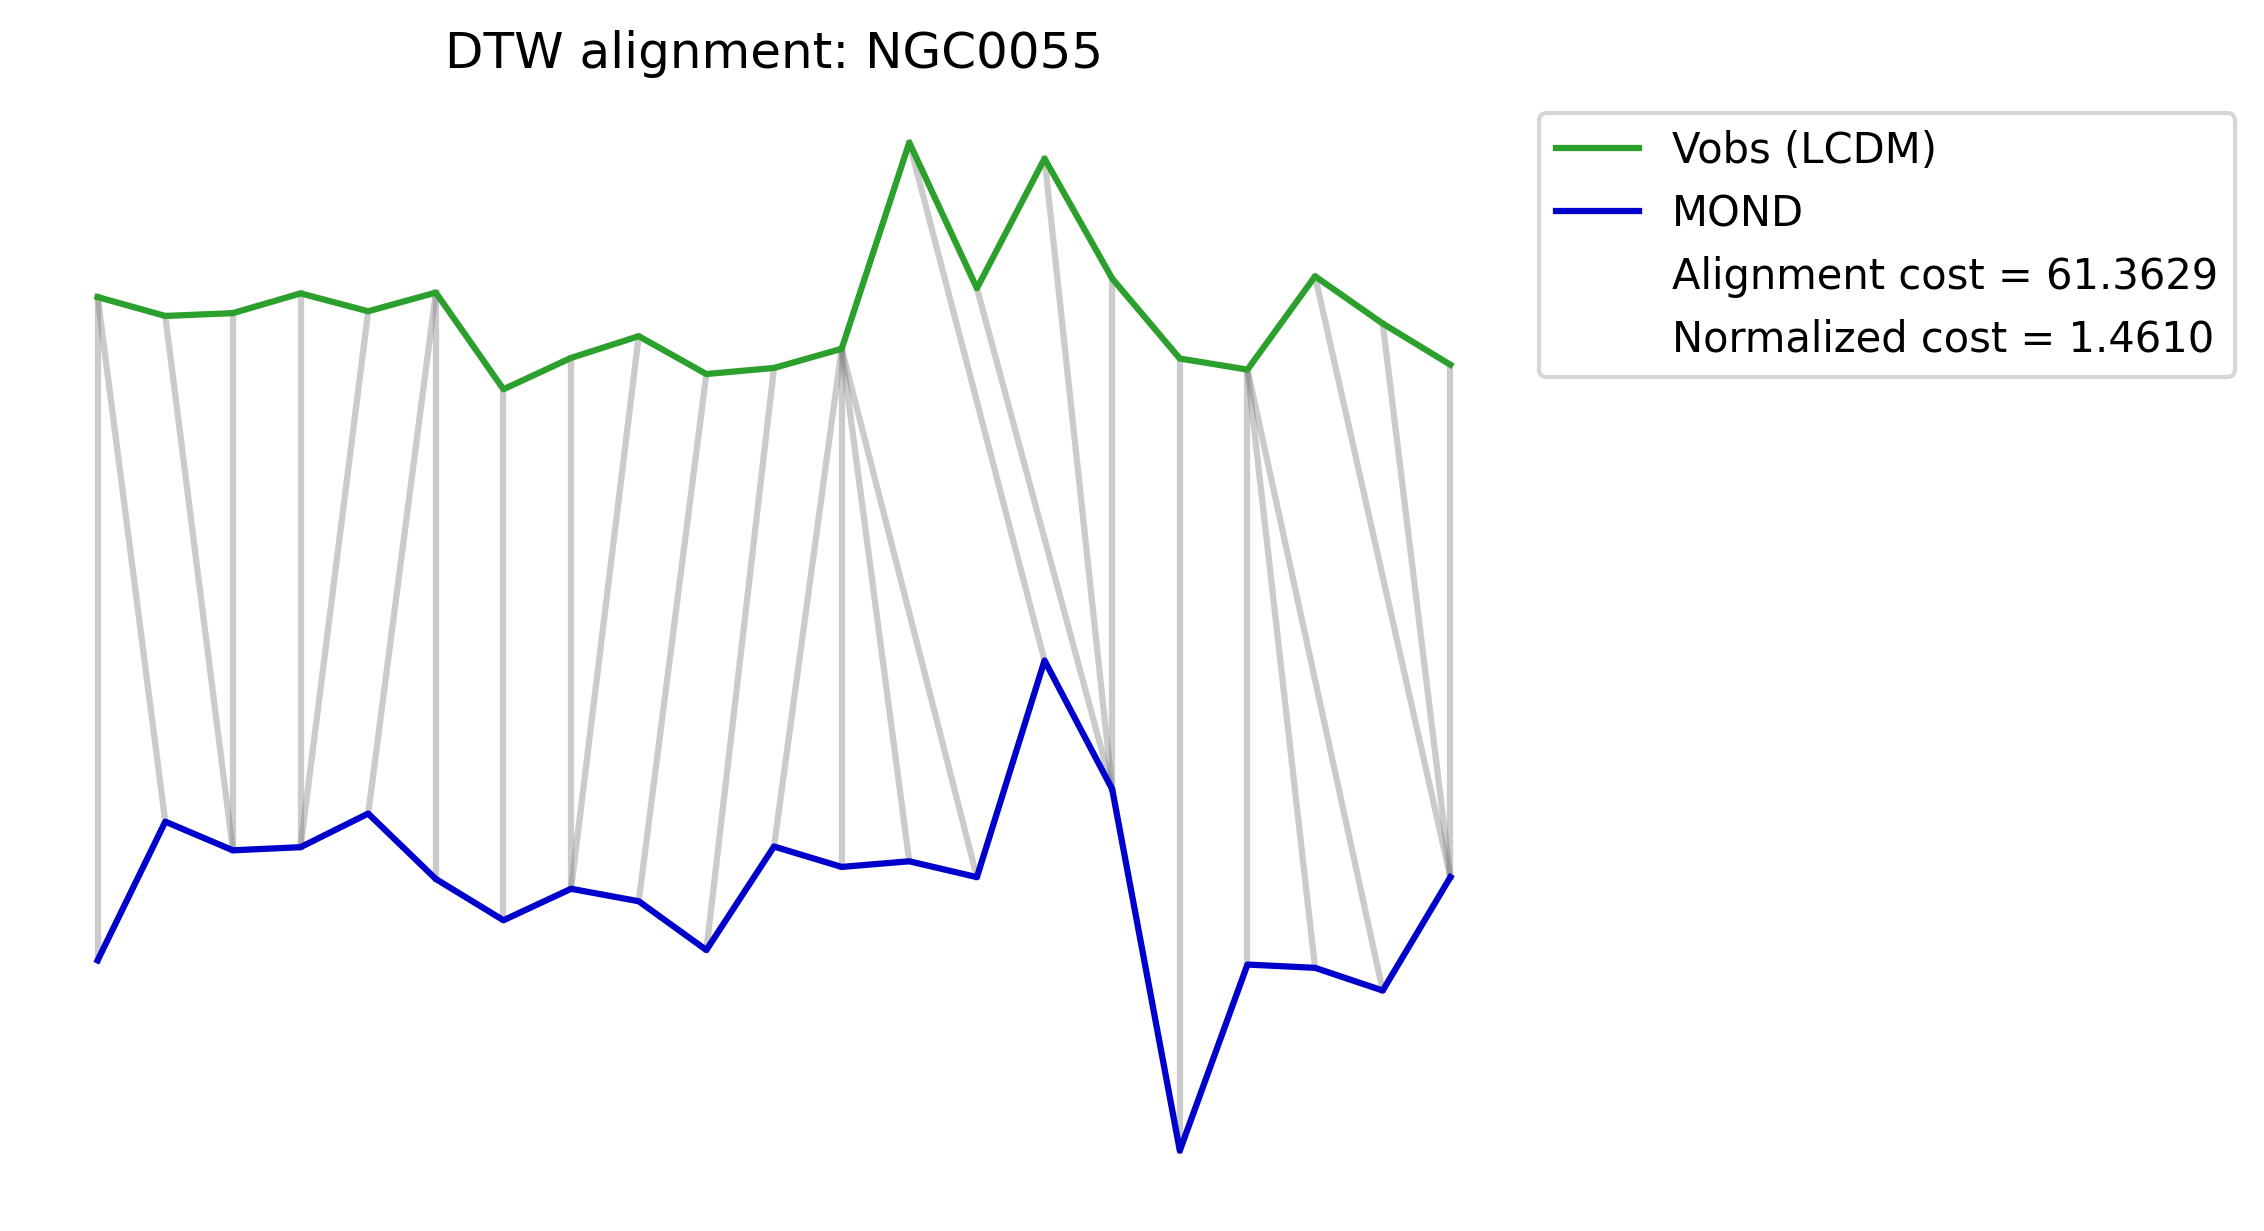 DTW alignment: NGC0055
Vobs (LCDM)
MOND
Alignment cost = 61.3629
Normalized cost = 1.4610